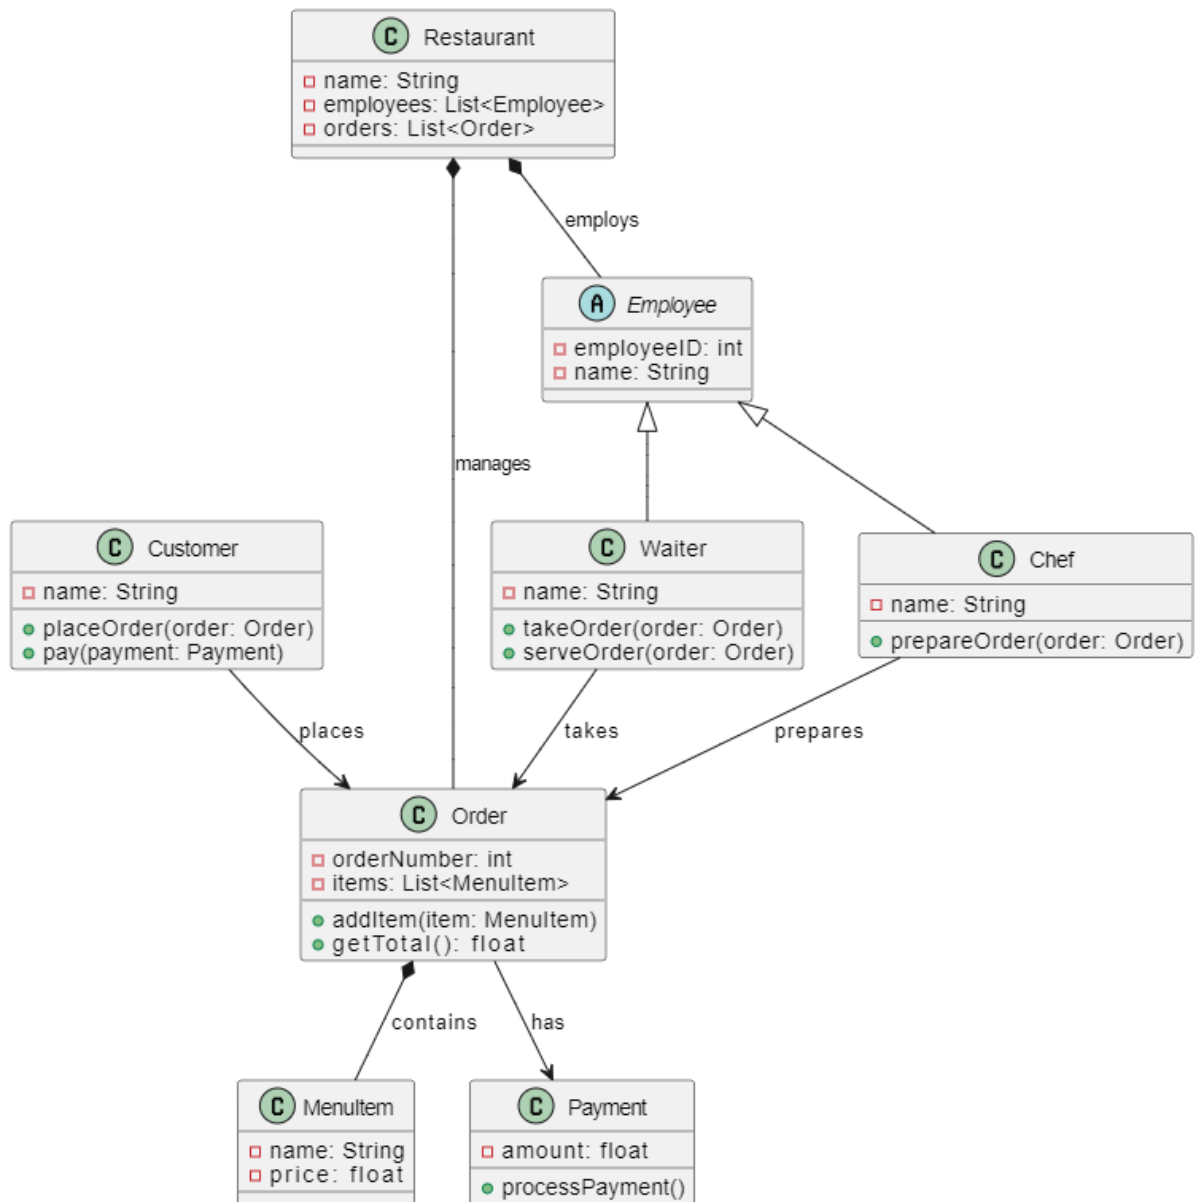 C Restaurant
name: String
employees: List<Employee>
orders: List<Order>
employs
A Employee
employeeID: int
name: String
manages
C Customer
name: String
placeOrder(order: Order)
pay(payment: Payment)
C Waiter
name: String
takeOrder(order: Order)
serveOrder(order: Order)
C Chef
name: String
prepareOrder(order: Order)
places
takes
prepares
C Order
orderNumber: int
items: List<MenuItem>
addItem(item: MenuItem)
getTotal(): float
contains
has
C MenuItem
name: String
price: float
C Payment
amount: float
processPayment()